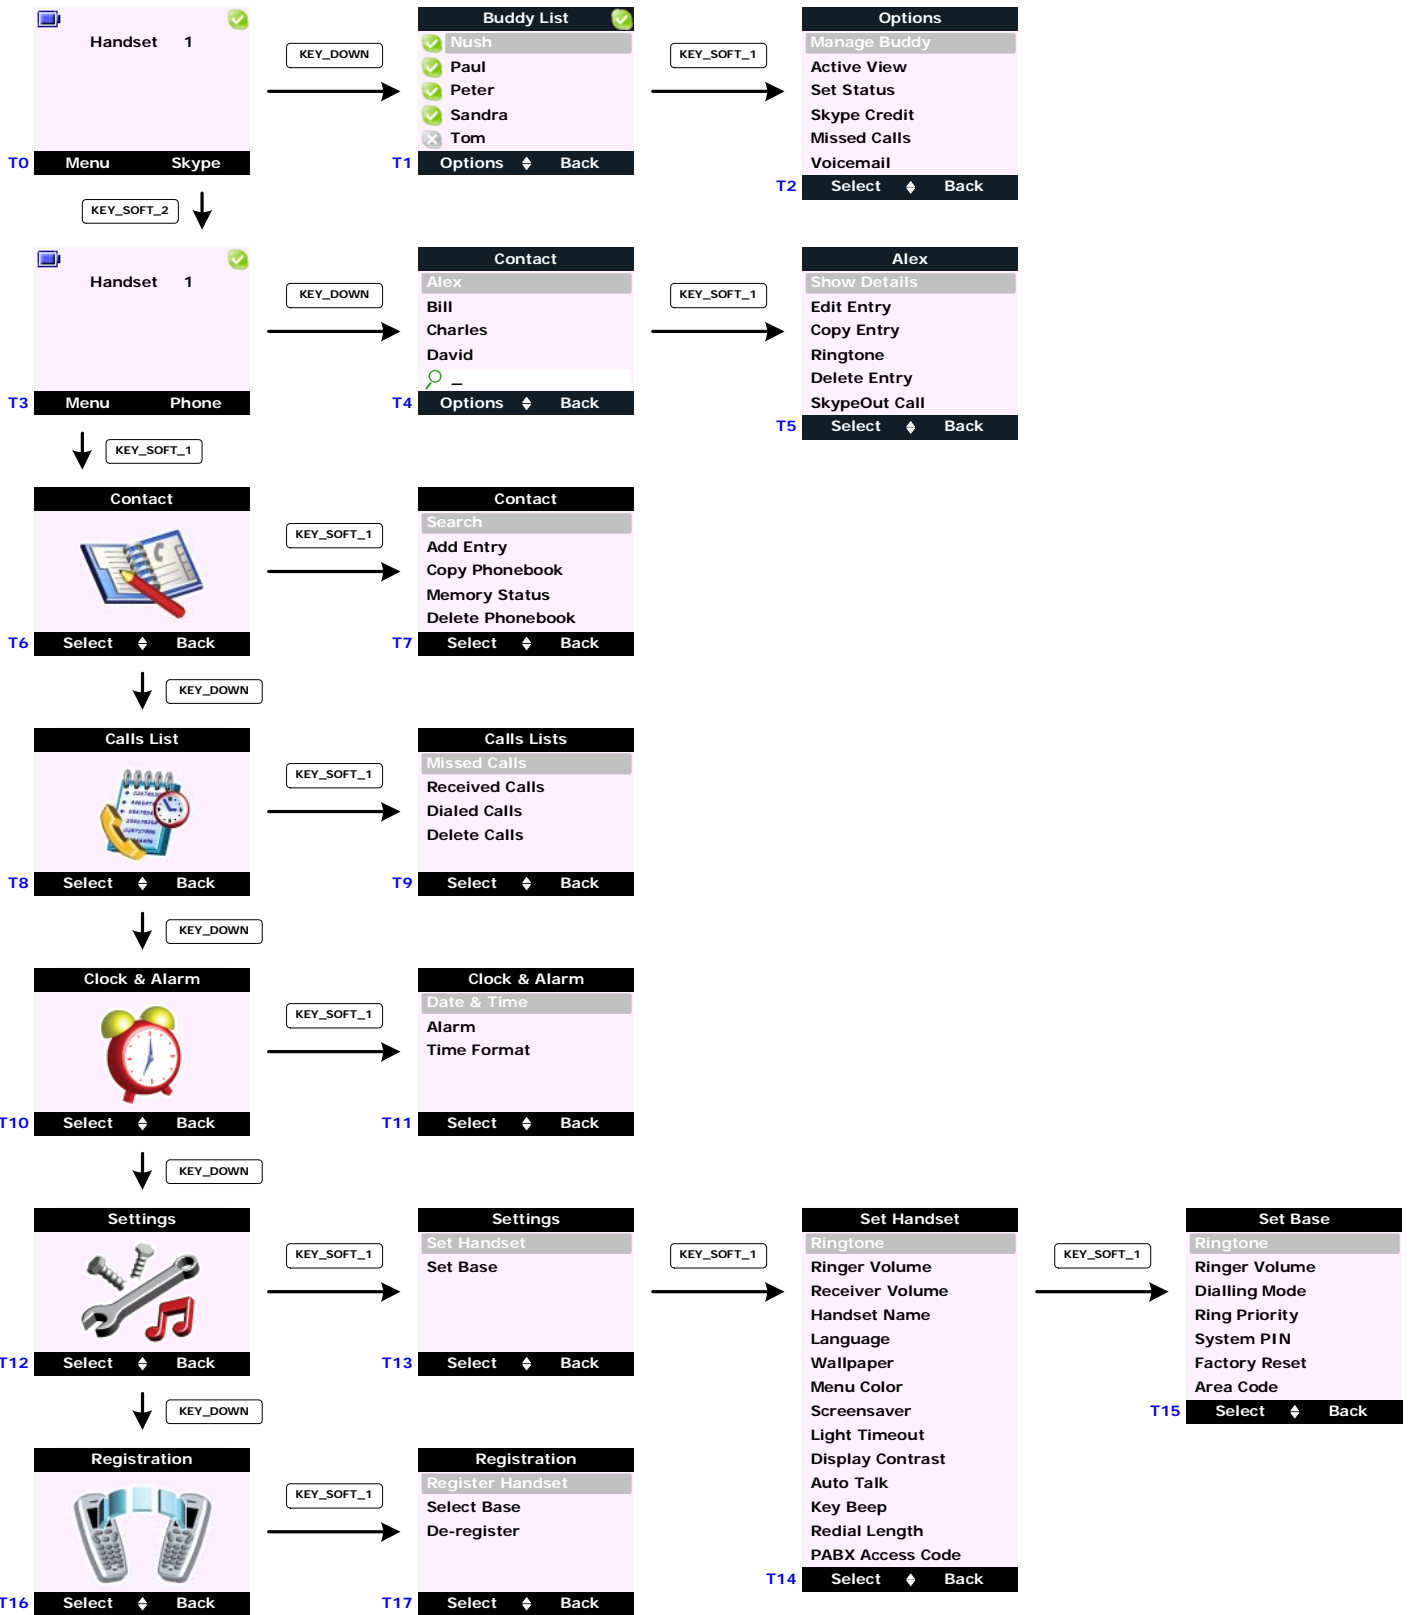 Handset 1
Menu Skype
T0
KEY_DOWN
Buddy List
Nush
Paul
Peter
Sandra
Tom
Options Back
T1
KEY_SOFT_1
Options
Manage Buddy
Active View
Set Status
Skype Credit
Missed Calls
Voicemail
Select Back
T2
KEY_SOFT_2
Handset 1
Menu Phone
T3
KEY_DOWN
Contact
Alex
Bill
Charles
David
_
Options Back
T4
KEY_SOFT_1
Alex
Show Details
Edit Entry
Copy Entry
Ringtone
Delete Entry
SkypeOut Call
Select Back
T5
KEY_SOFT_1
Contact
Select Back
T6
KEY_SOFT_1
Contact
Search
Add Entry
Copy Phonebook
Memory Status
Delete Phonebook
Select Back
T7
KEY_DOWN
Calls List
Select Back
T8
KEY_SOFT_1
Calls Lists
Missed Calls
Received Calls
Dialed Calls
Delete Calls
Select Back
T9
KEY_DOWN
Clock & Alarm
Select Back
T10
KEY_SOFT_1
Clock & Alarm
Date & Time
Alarm
Time Format
Select Back
T11
KEY_DOWN
Settings
Select Back
T12
KEY_SOFT_1
Settings
Set Handset
Set Base
Select Back
T13
KEY_SOFT_1
Set Handset
Ringtone
Ringer Volume
Receiver Volume
Handset Name
Language
Wallpaper
Menu Color
Screensaver
Light Timeout
Display Contrast
Auto Talk
Key Beep
Redial Length
PABX Access Code
Select Back
T14
KEY_SOFT_1
Set Base
Ringtone
Ringer Volume
Dialling Mode
Ring Priority
System PIN
Factory Reset
Area Code
Select Back
T15
KEY_DOWN
Registration
Select Back
T16
KEY_SOFT_1
Registration
Register Handset
Select Base
De-register
Select Back
T17